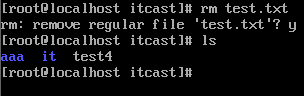 [root@localhost itcast]# rm test.txt
rm: remove regular file 'test.txt'? y
[root@localhost itcast]# ls
aaa  it  test4
[root@localhost itcast]#